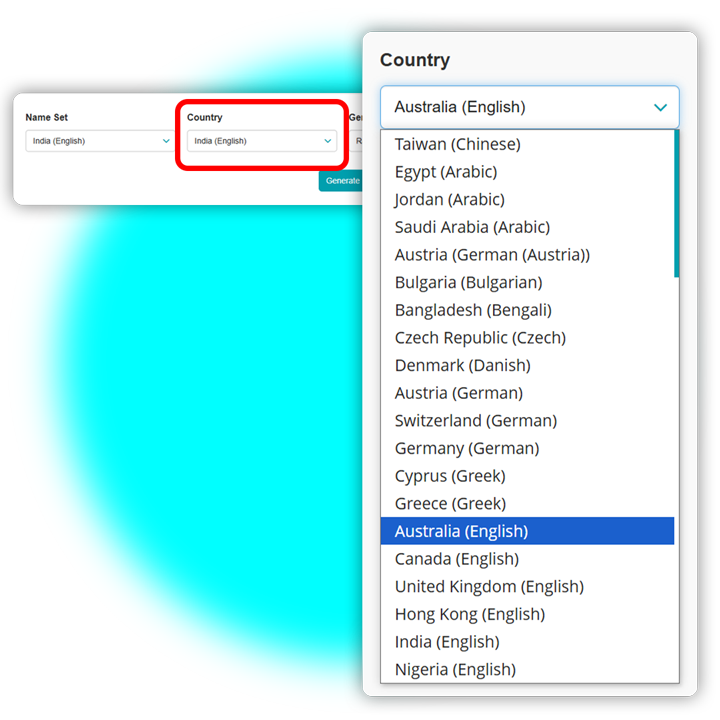 Name Set
Country
India (English)
India (English)
Generate
Country
Australia (English)
Taiwan (Chinese)
Egypt (Arabic)
Jordan (Arabic)
Saudi Arabia (Arabic)
Austria (German (Austria))
Bulgaria (Bulgarian)
Bangladesh (Bengali)
Czech Republic (Czech)
Denmark (Danish)
Austria (German)
Switzerland (German)
Germany (German)
Cyprus (Greek)
Greece (Greek)
Australia (English)
Canada (English)
United Kingdom (English)
Hong Kong (English)
India (English)
Nigeria (English)